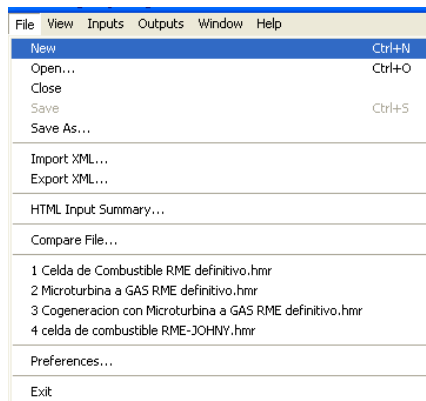 File View Inputs Outputs Window Help
New Ctrl+N
Open... Ctrl+O
Close
Save Ctrl+S
Save As...
Import XML...
Export XML...
HTML Input Summary...
Compare File...
1 Celda de Combustible RME definitivo.hmr
2 Microturbina a GAS RME definitivo.hmr
3 Cogeneracion con Microturbina a GAS RME definitivo.hmr
4 celda de combustible RME-JOHNY.hmr
Preferences...
Exit